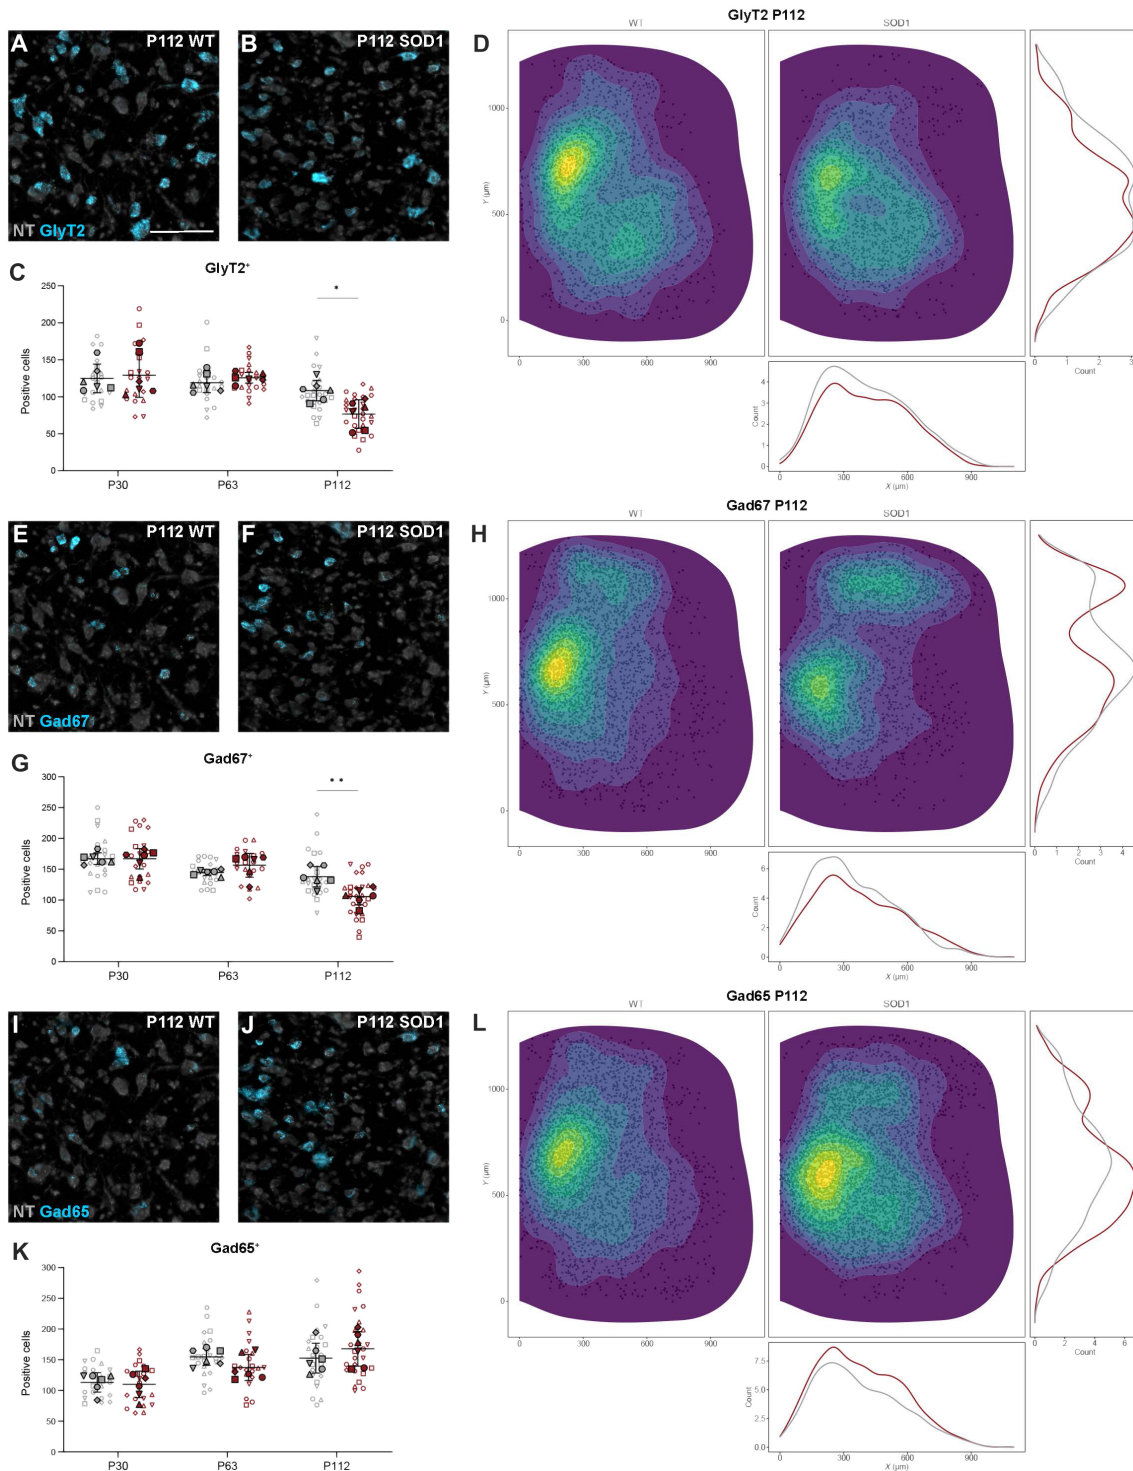 A
P112 WT
NT GlyT2
B
P112 SOD1
C
GlyT2⁺
Positive cells
250
200
150
100
50
0
P30
P63
P112
*
D
GlyT2 P112
WT
SOD1
Y (µm)
1000
500
0
0
300
600
900
Count
0
1
2
3
Count
4
3
2
1
0
0
300
600
900
X (µm)
E
P112 WT
NT Gad67
F
P112 SOD1
G
Gad67⁺
Positive cells
300
250
200
150
100
50
0
P30
P63
P112
**
H
Gad67 P112
WT
SOD1
Y (µm)
1000
500
0
0
300
600
900
0
1
2
3
4
Count
Count
6
4
2
0
0
300
600
900
X (µm)
I
P112 WT
NT Gad65
J
P112 SOD1
K
Gad65⁺
Positive cells
300
250
200
150
100
50
0
P30
P63
P112
L
Gad65 P112
WT
SOD1
Y (µm)
1000
500
0
0
300
600
900
0
2
4
6
Count
Count
7.5
5.0
2.5
0.0
0
300
600
900
X (µm)